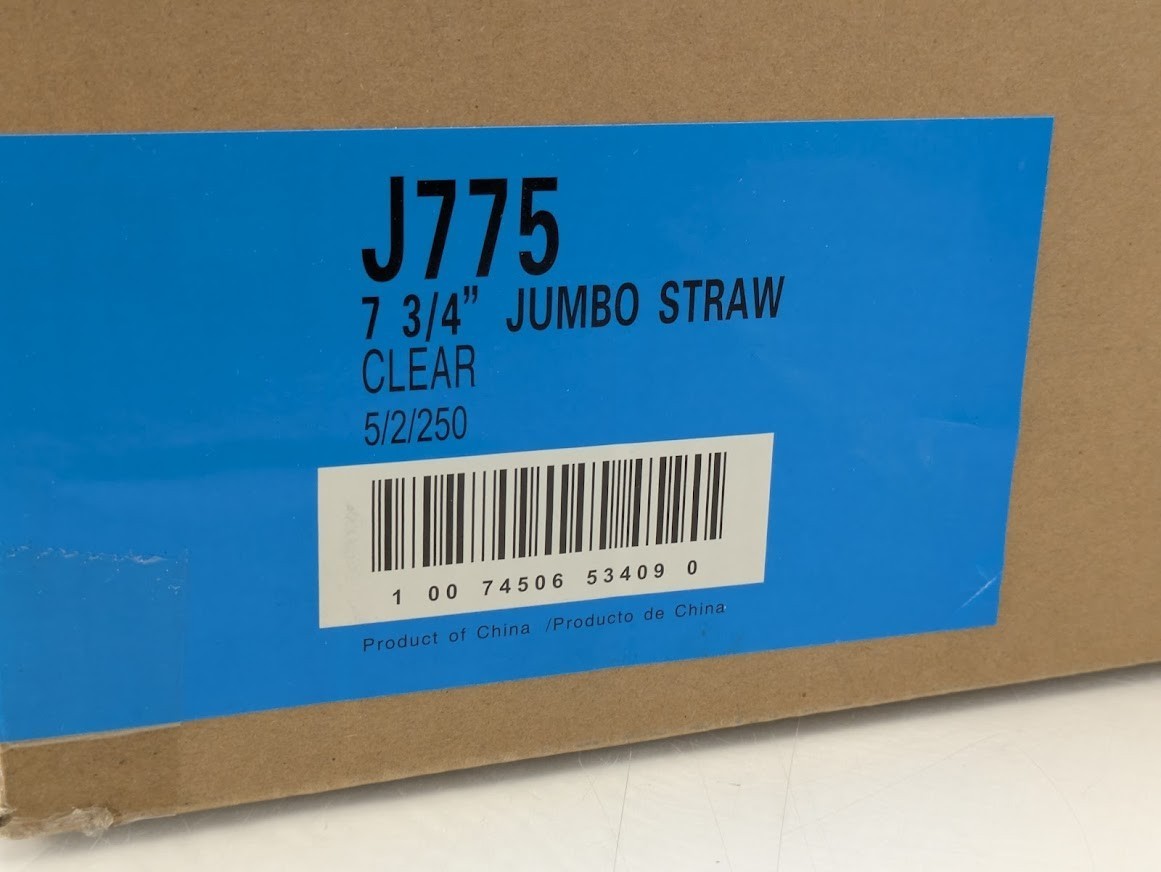 J775
7 3/4” JUMBO STRAW
CLEAR
5/2/250
1 00 74506 53409 0
Product of China /Producto de China